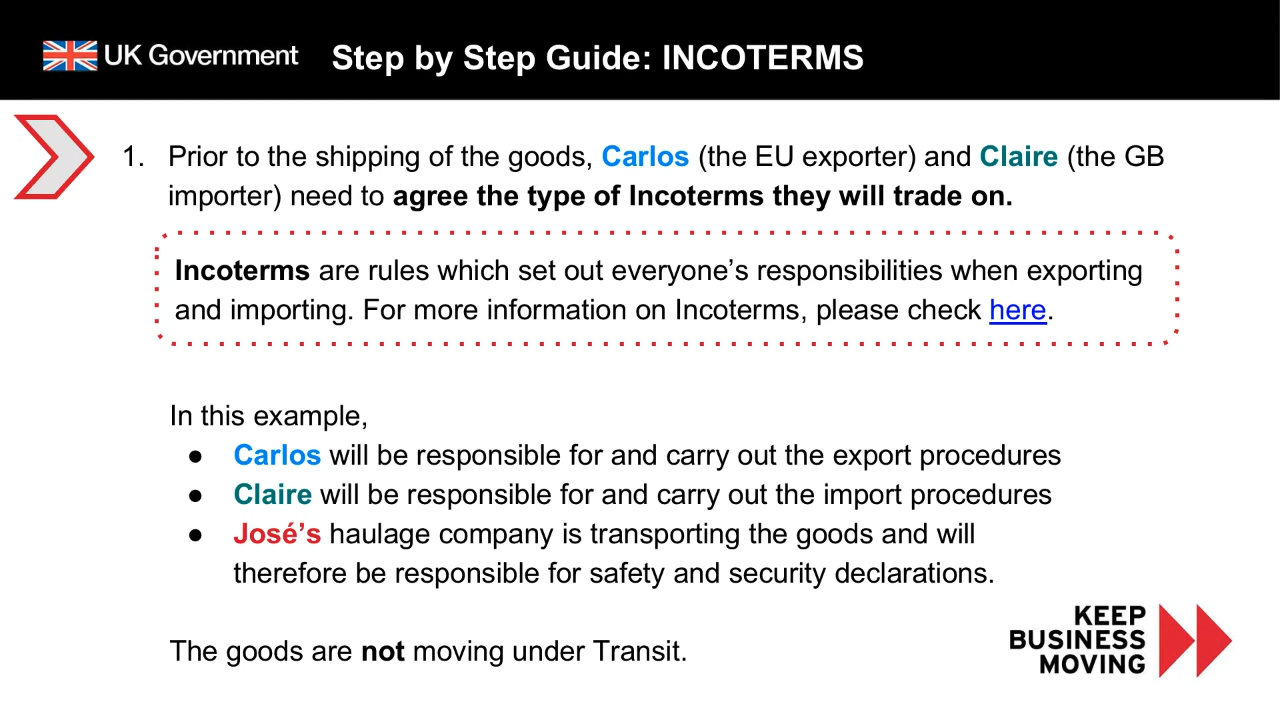 UK Government
Step by Step Guide: INCOTERMS
1. Prior to the shipping of the goods, Carlos (the EU exporter) and Claire (the GB
importer) need to agree the type of Incoterms they will trade on.
Incoterms are rules which set out everyone’s responsibilities when exporting
and importing. For more information on Incoterms, please check here.
In this example,
● Carlos will be responsible for and carry out the export procedures
● Claire will be responsible for and carry out the import procedures
● José’s haulage company is transporting the goods and will
therefore be responsible for safety and security declarations.
The goods are not moving under Transit.
KEEP
BUSINESS
MOVING